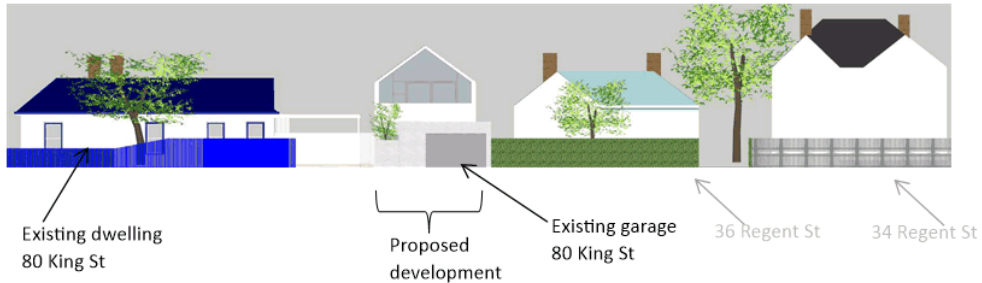 Existing dwelling
80 King St
Proposed
development
Existing garage
80 King St
36 Regent St
34 Regent St